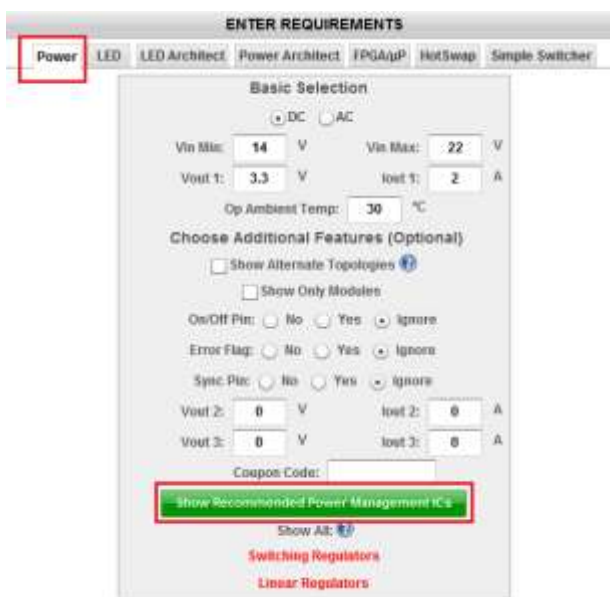 ENTER REQUIREMENTS
Power LED LED Architect Power Architect FPGA/µP HotSwap Simple Switcher
Basic Selection
DC AC
Vin Min: 14 V Vin Max: 22 V
Vout 1: 3.3 V Iout 1: 2 A
Op Ambient Temp: 30 °C
Choose Additional Features (Optional)
Show Alternate Topologies ?
Show Only Modules
On/Off Pin: No Yes Ignore
Error Flag: No Yes Ignore
Sync Pin: No Yes Ignore
Vout 2: 0 V Iout 2: 0 A
Vout 3: 0 V Iout 3: 0 A
Coupon Code:
Show Recommended Power Management ICs
Show All: ?
Switching Regulators
Linear Regulators